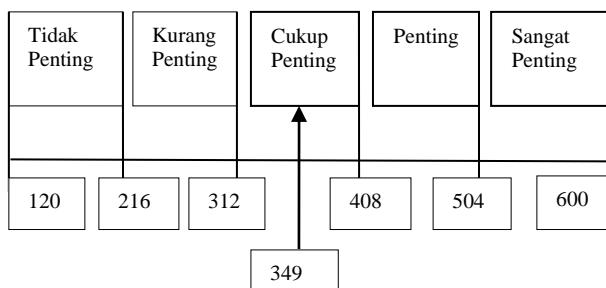 Tidak
Penting
Kurang
Penting
Cukup
Penting
Penting
Sangat
Penting
120
216
312
408
504
600
349